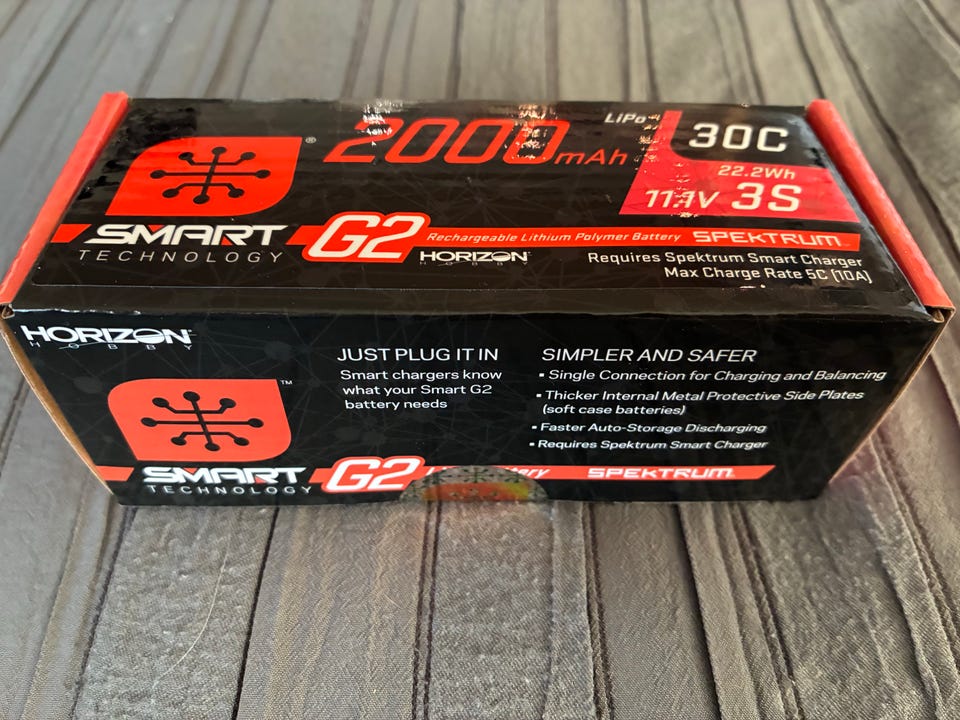 2000mAh
LiPo
30C
22.2Wh
11.1V 3S
®
SMART
TECHNOLOGY
G2
Rechargeable Lithium Polymer Battery
SPEKTRUM
HORIZON
HOBBY
Requires Spektrum Smart Charger
Max Charge Rate 5C (10A)
HORIZON
HOBBY
JUST PLUG IT IN
Smart chargers know
what your Smart G2
battery needs
SIMPLER AND SAFER
▪ Single Connection for Charging and Balancing
▪ Thicker Internal Metal Protective Side Plates
(soft case batteries)
▪ Faster Auto-Storage Discharging
▪ Requires Spektrum Smart Charger
™
SMART
TECHNOLOGY
G2
SPEKTRUM